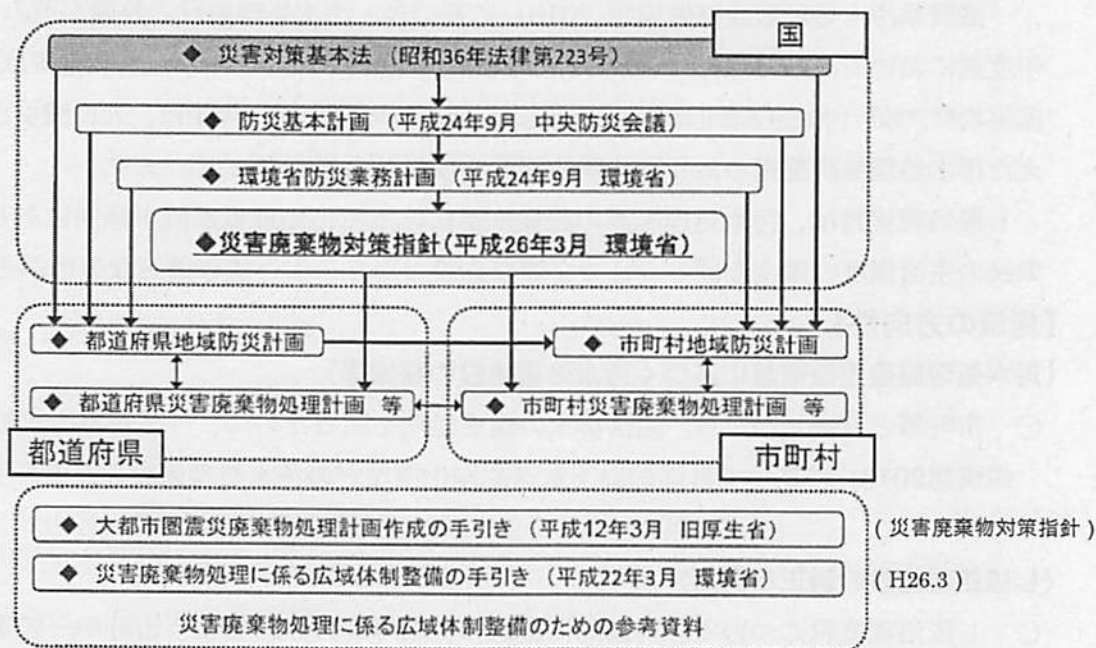 国
◆ 災害対策基本法（昭和36年法律第223号）
◆ 防災基本計画（平成24年9月 中央防災会議）
◆ 環境省防災業務計画（平成24年9月 環境省）
◆災害廃棄物対策指針(平成26年3月 環境省)
◆ 都道府県地域防災計画
◆ 市町村地域防災計画
◆ 都道府県災害廃棄物処理計画 等
◆ 市町村災害廃棄物処理計画 等
都道府県
市町村
◆ 大都市圏震災廃棄物処理計画作成の手引き（平成12年3月 旧厚生省）
(災害廃棄物対策指針)
◆ 災害廃棄物処理に係る広域体制整備の手引き（平成22年3月 環境省）
(H26.3)
災害廃棄物処理に係る広域体制整備のための参考資料